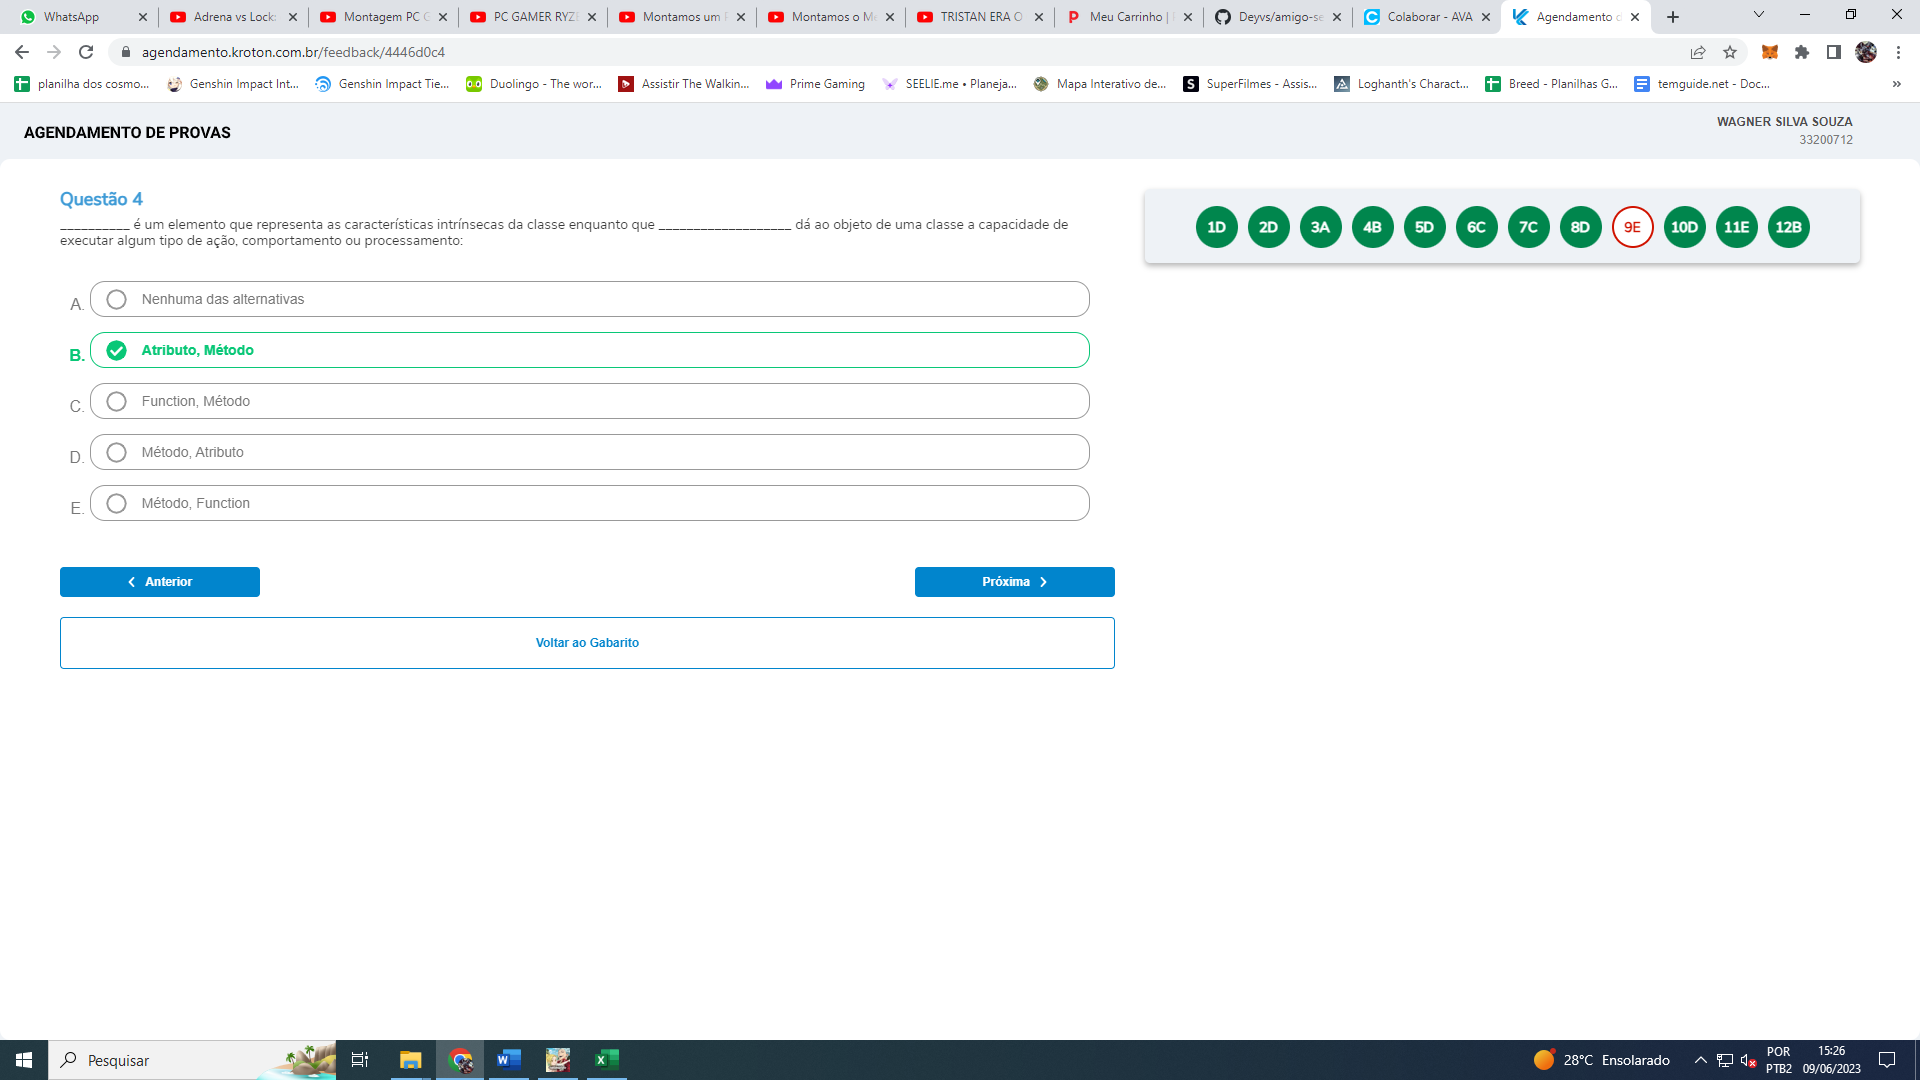 WhatsApp
Adrena vs Lock
Montagem PC G
PC GAMER RYZE
Montamos um
Montamos o Me
TRISTAN ERA O
Meu Carrinho |
Deyvs/amigo-se
Colaborar - AVA
Agendamento d
agendamento.kroton.com.br/feedback/4446d0c4
planilha dos cosmo...
Genshin Impact Int...
Genshin Impact Tie...
Duolingo - The wor...
Assistir The Walkin...
Prime Gaming
SEELIE.me • Planeja...
Mapa Interativo de...
SuperFilmes - Assis...
Loghanth's Charact...
Breed - Planilhas G...
temguide.net - Doc...
»
AGENDAMENTO DE PROVAS
WAGNER SILVA SOUZA
33200712
Questão 4
__________ é um elemento que representa as características intrínsecas da classe enquanto que ___________________ dá ao objeto de uma classe a capacidade de
executar algum tipo de ação, comportamento ou processamento:
A. Nenhuma das alternativas
B. Atributo, Método
C. Function, Método
D. Método, Atributo
E. Método, Function
Anterior
Próxima
Voltar ao Gabarito
1D 2D 3A 4B 5D 6C 7C 8D 9E 10D 11E 12B
Pesquisar
28°C Ensolarado
POR
PTB2
15:26
09/06/2023